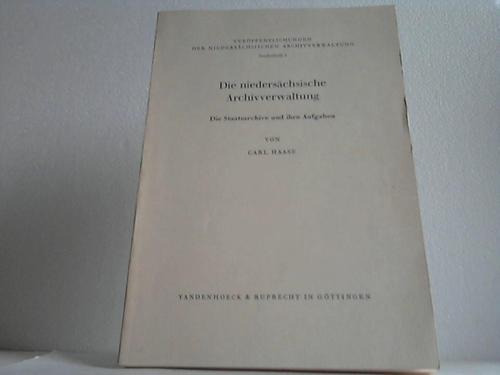 VERÖFFENTLICHUNGEN
DER NIEDERSÄCHSISCHEN ARCHIVVERWALTUNG
Die niedersächsische
Archivverwaltung
Die Staatsarchive und ihre Aufgaben
VON
CARL HAASE
VANDENHOECK & RUPRECHT IN GÖTTINGEN